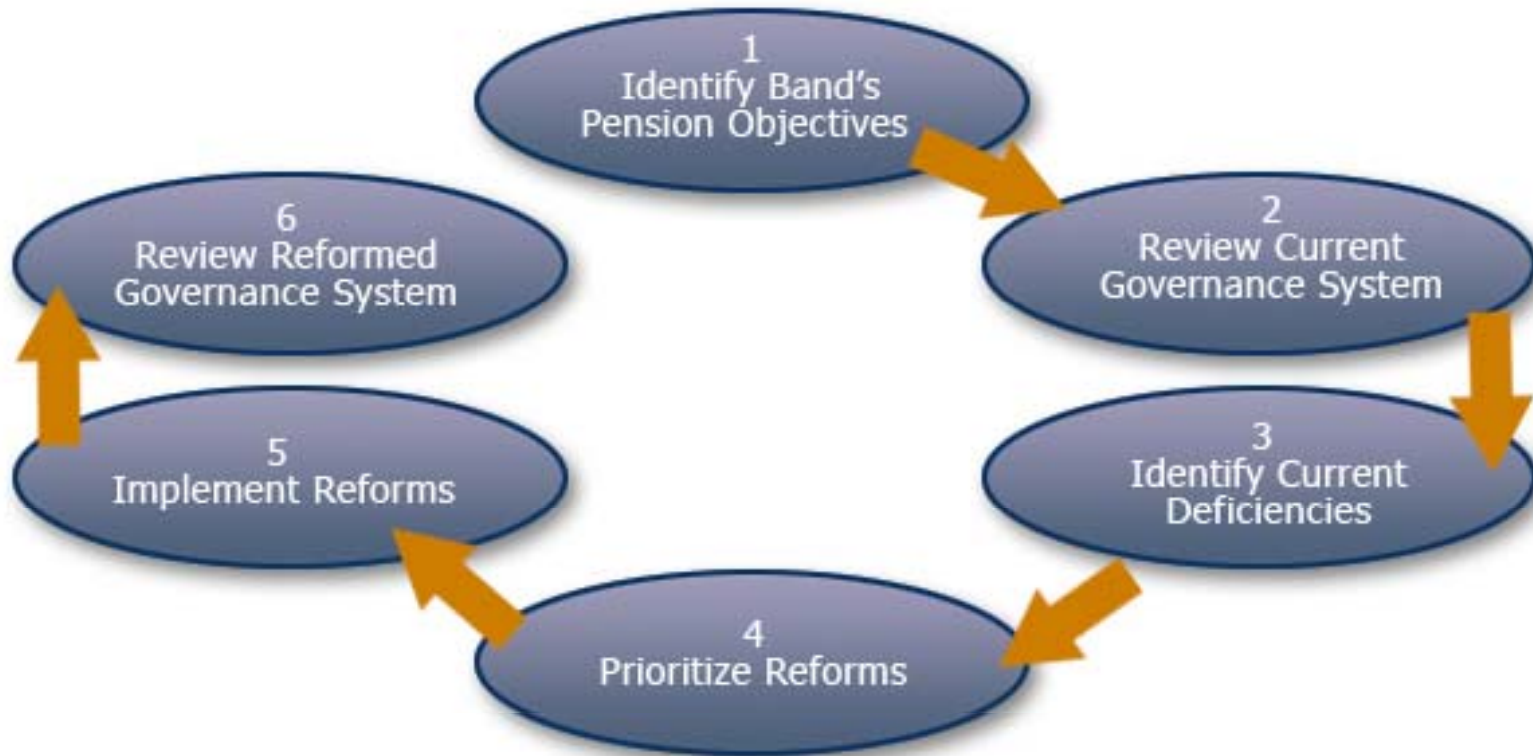 1
Identify Band's
Pension Objectives
2
Review Current
Governance System
3
Identify Current
Deficiencies
4
Prioritize Reforms
5
Implement Reforms
6
Review Reformed
Governance System